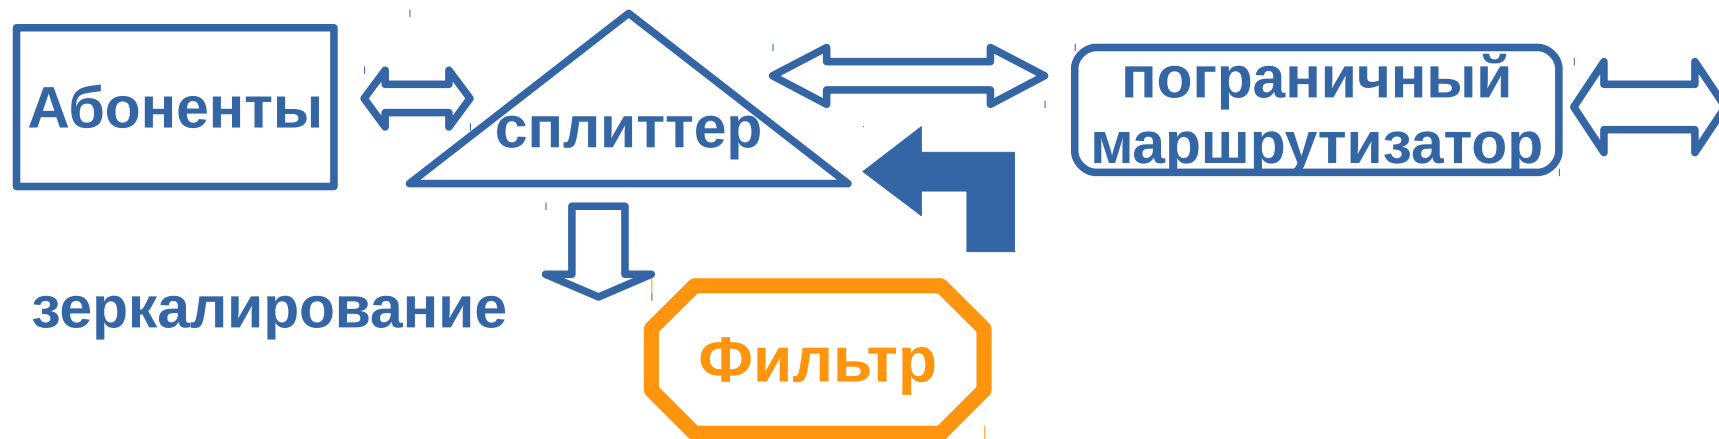 Абоненты
сплиттер
пограничный
маршрутизатор
зеркалирование
Фильтр